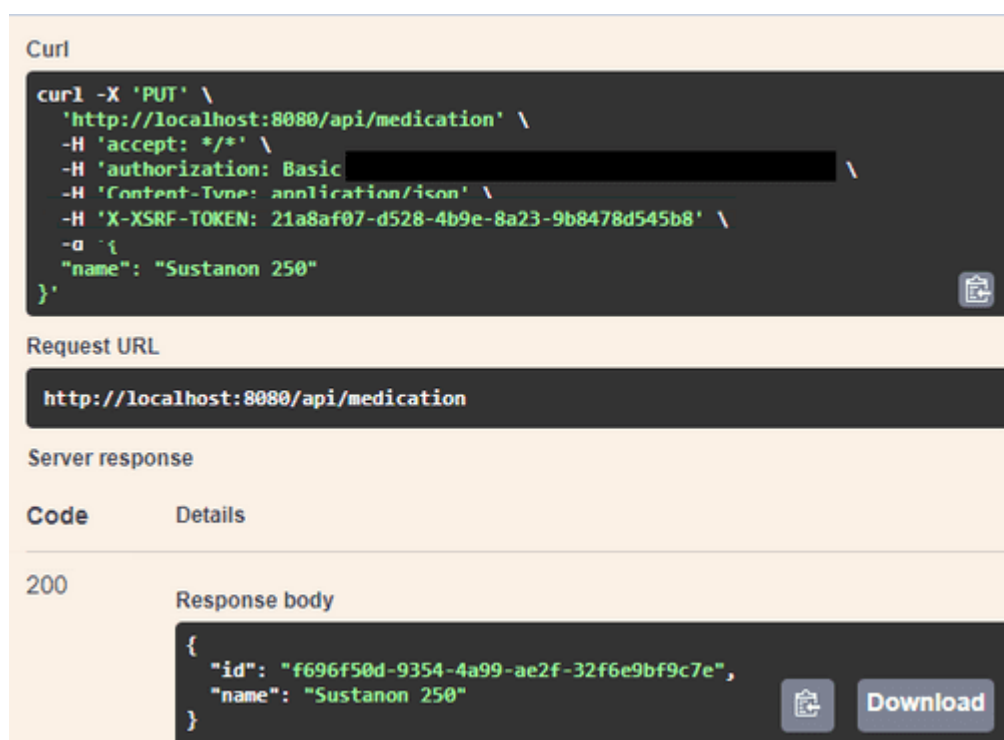 Curl
curl -X 'PUT' \
'http://localhost:8080/api/medication' \
-H 'accept: */*' \
-H 'authorization: Basic \
-H 'Content-Type: application/json' \
-H 'X-XSRF-TOKEN: 21a8af07-d528-4b9e-8a23-9b8478d545b8' \
-d '{
"name": "Sustanon 250"
}'
Request URL
http://localhost:8080/api/medication
Server response
Code Details
200
Response body
{
"id": "f696f50d-9354-4a99-ae2f-32f6e9bf9c7e",
"name": "Sustanon 250"
}
Download